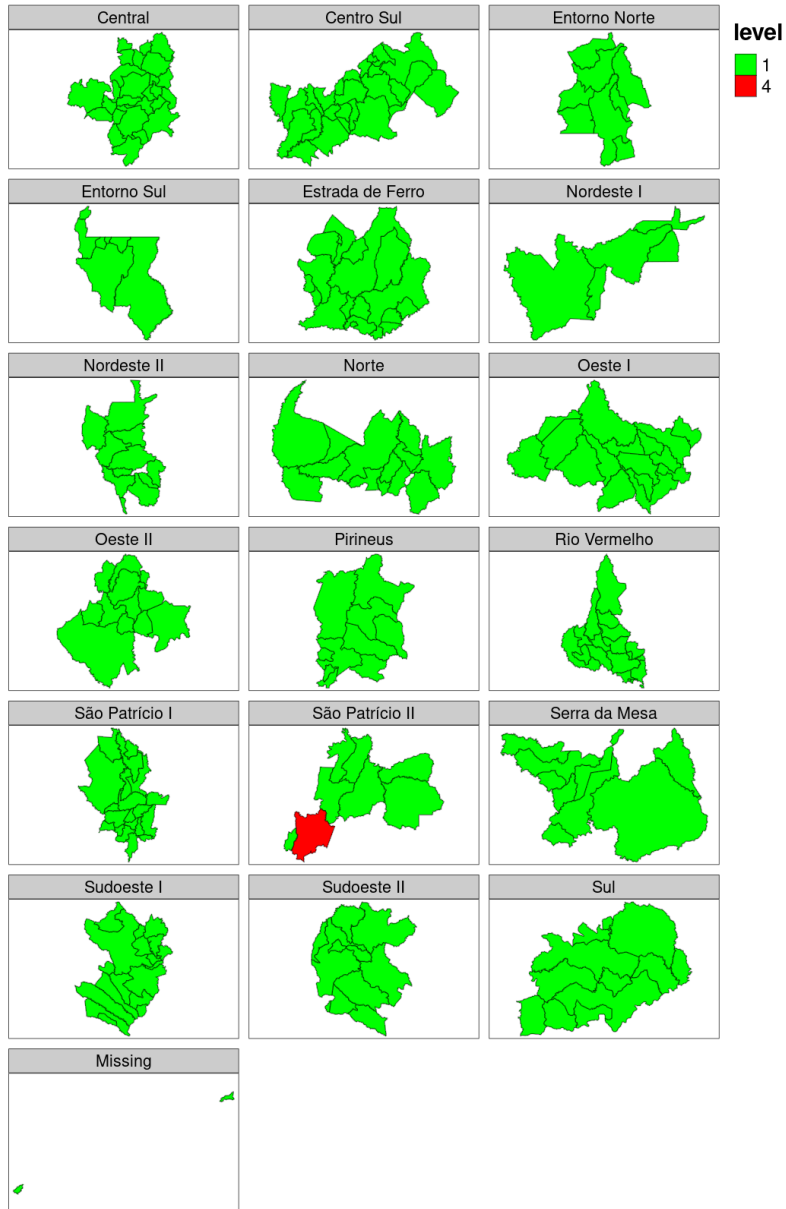 Central
Centro Sul
Entorno Norte
level
1
4
Entorno Sul
Estrada de Ferro
Nordeste I
Nordeste II
Norte
Oeste I
Oeste II
Pirineus
Rio Vermelho
São Patrício I
São Patrício II
Serra da Mesa
Sudoeste I
Sudoeste II
Sul
Missing